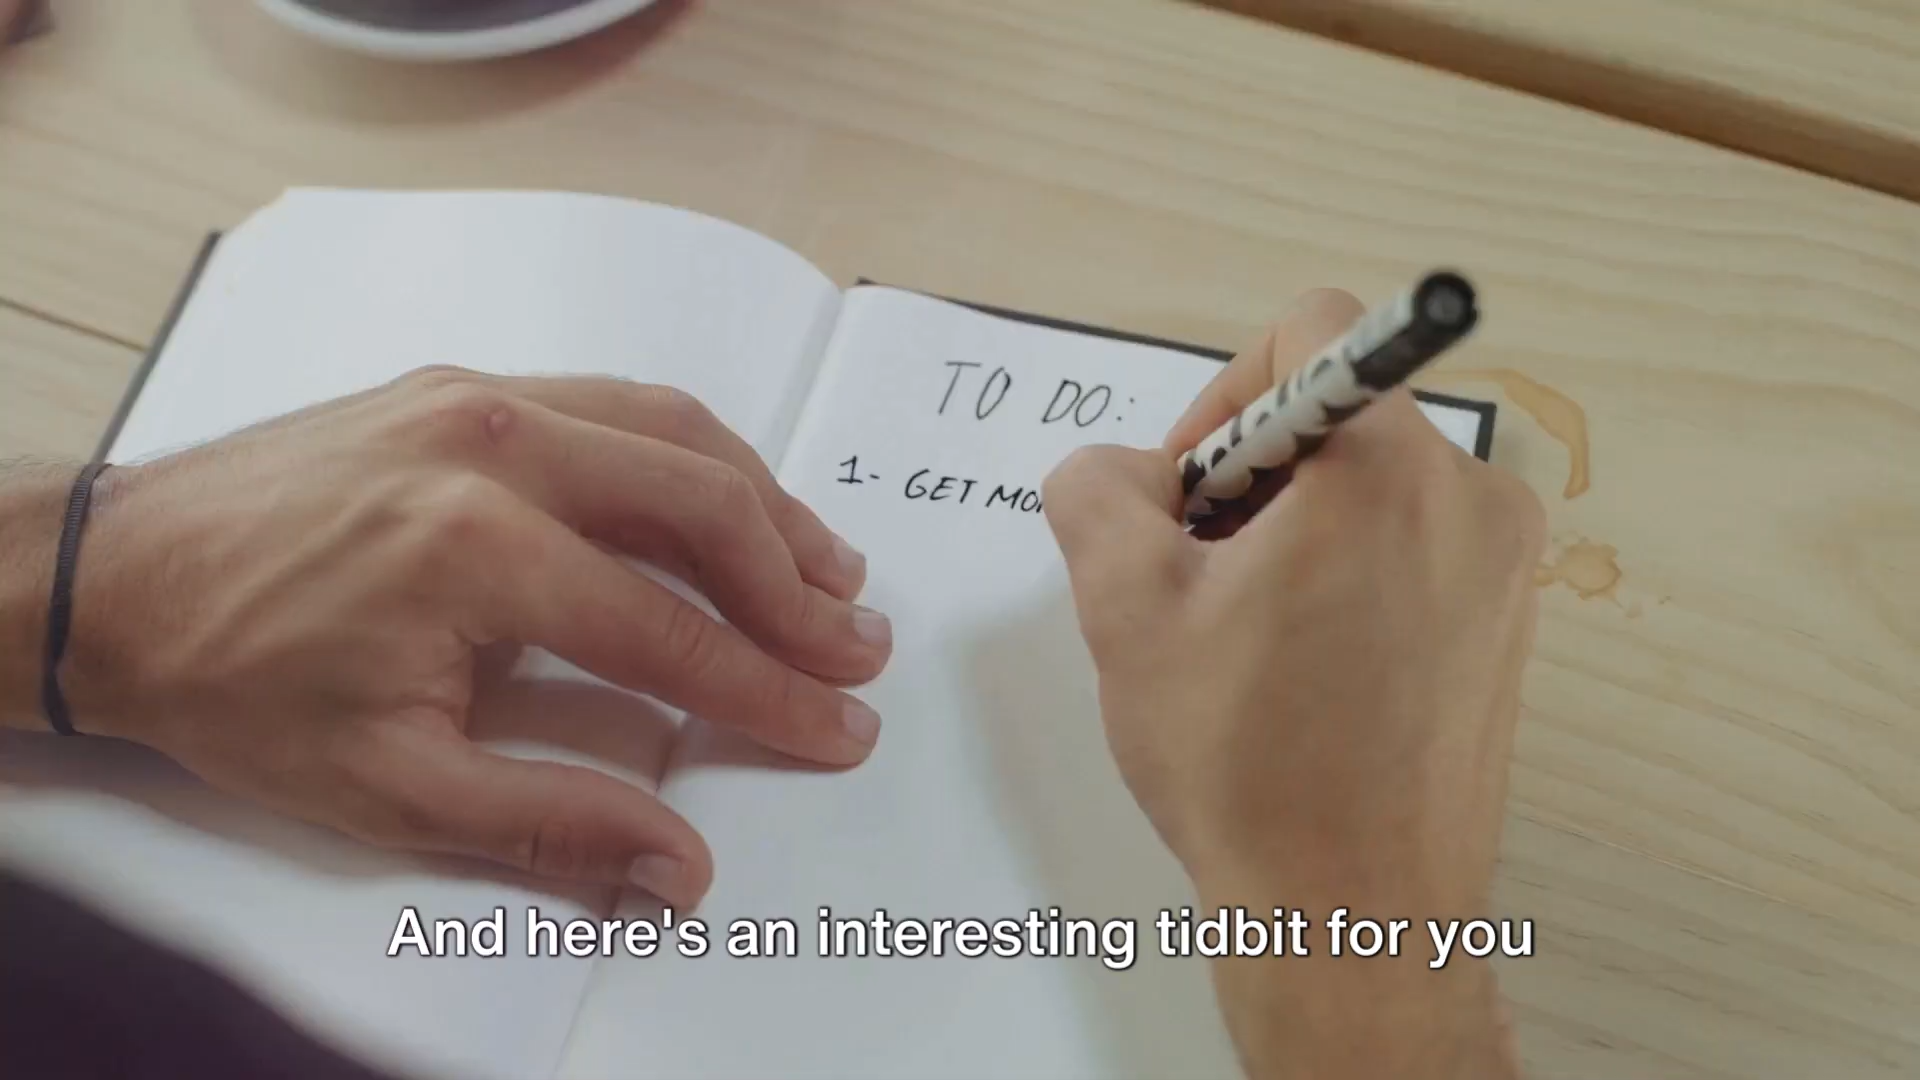 TO DO:
1- GET
And here's an interesting tidbit for you